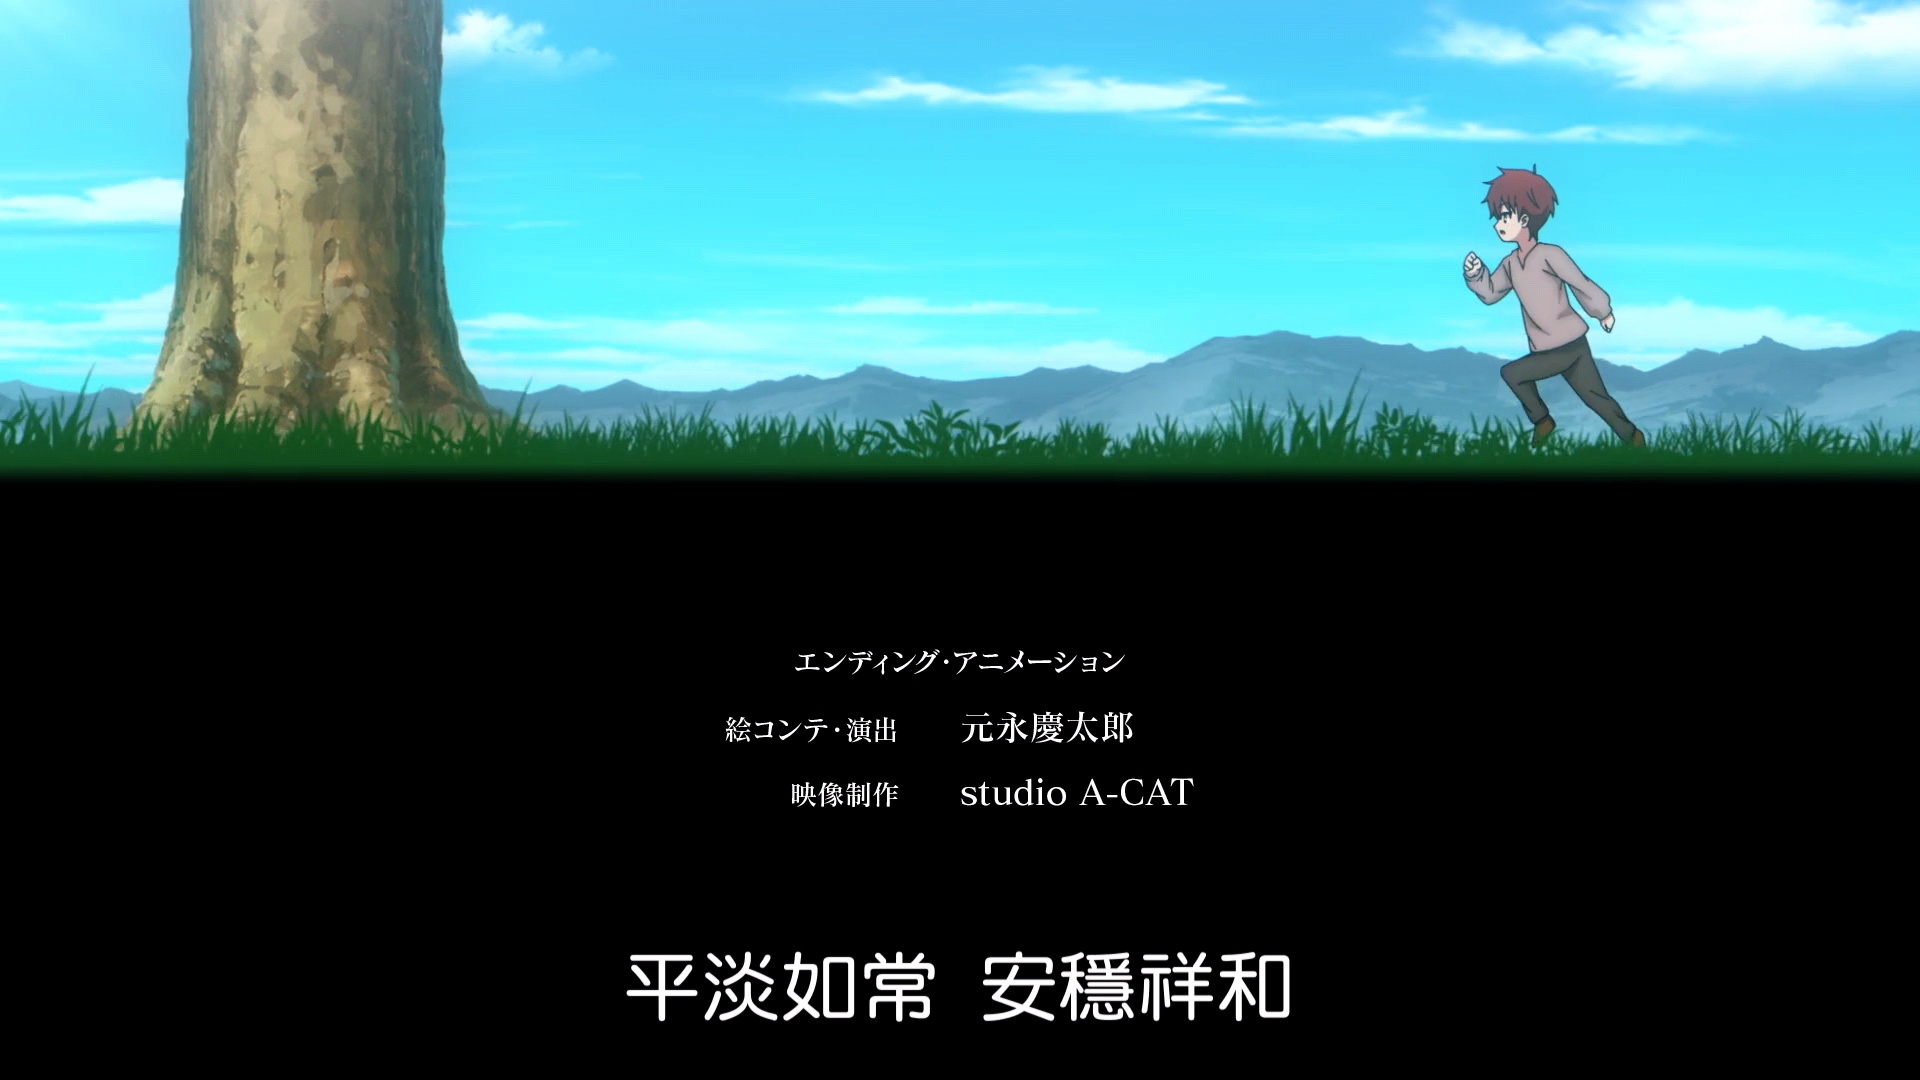 エンディング・アニメーション
絵コンテ・演出 元永慶太郎
映像制作 studio A-CAT
平淡如常 安穩祥和